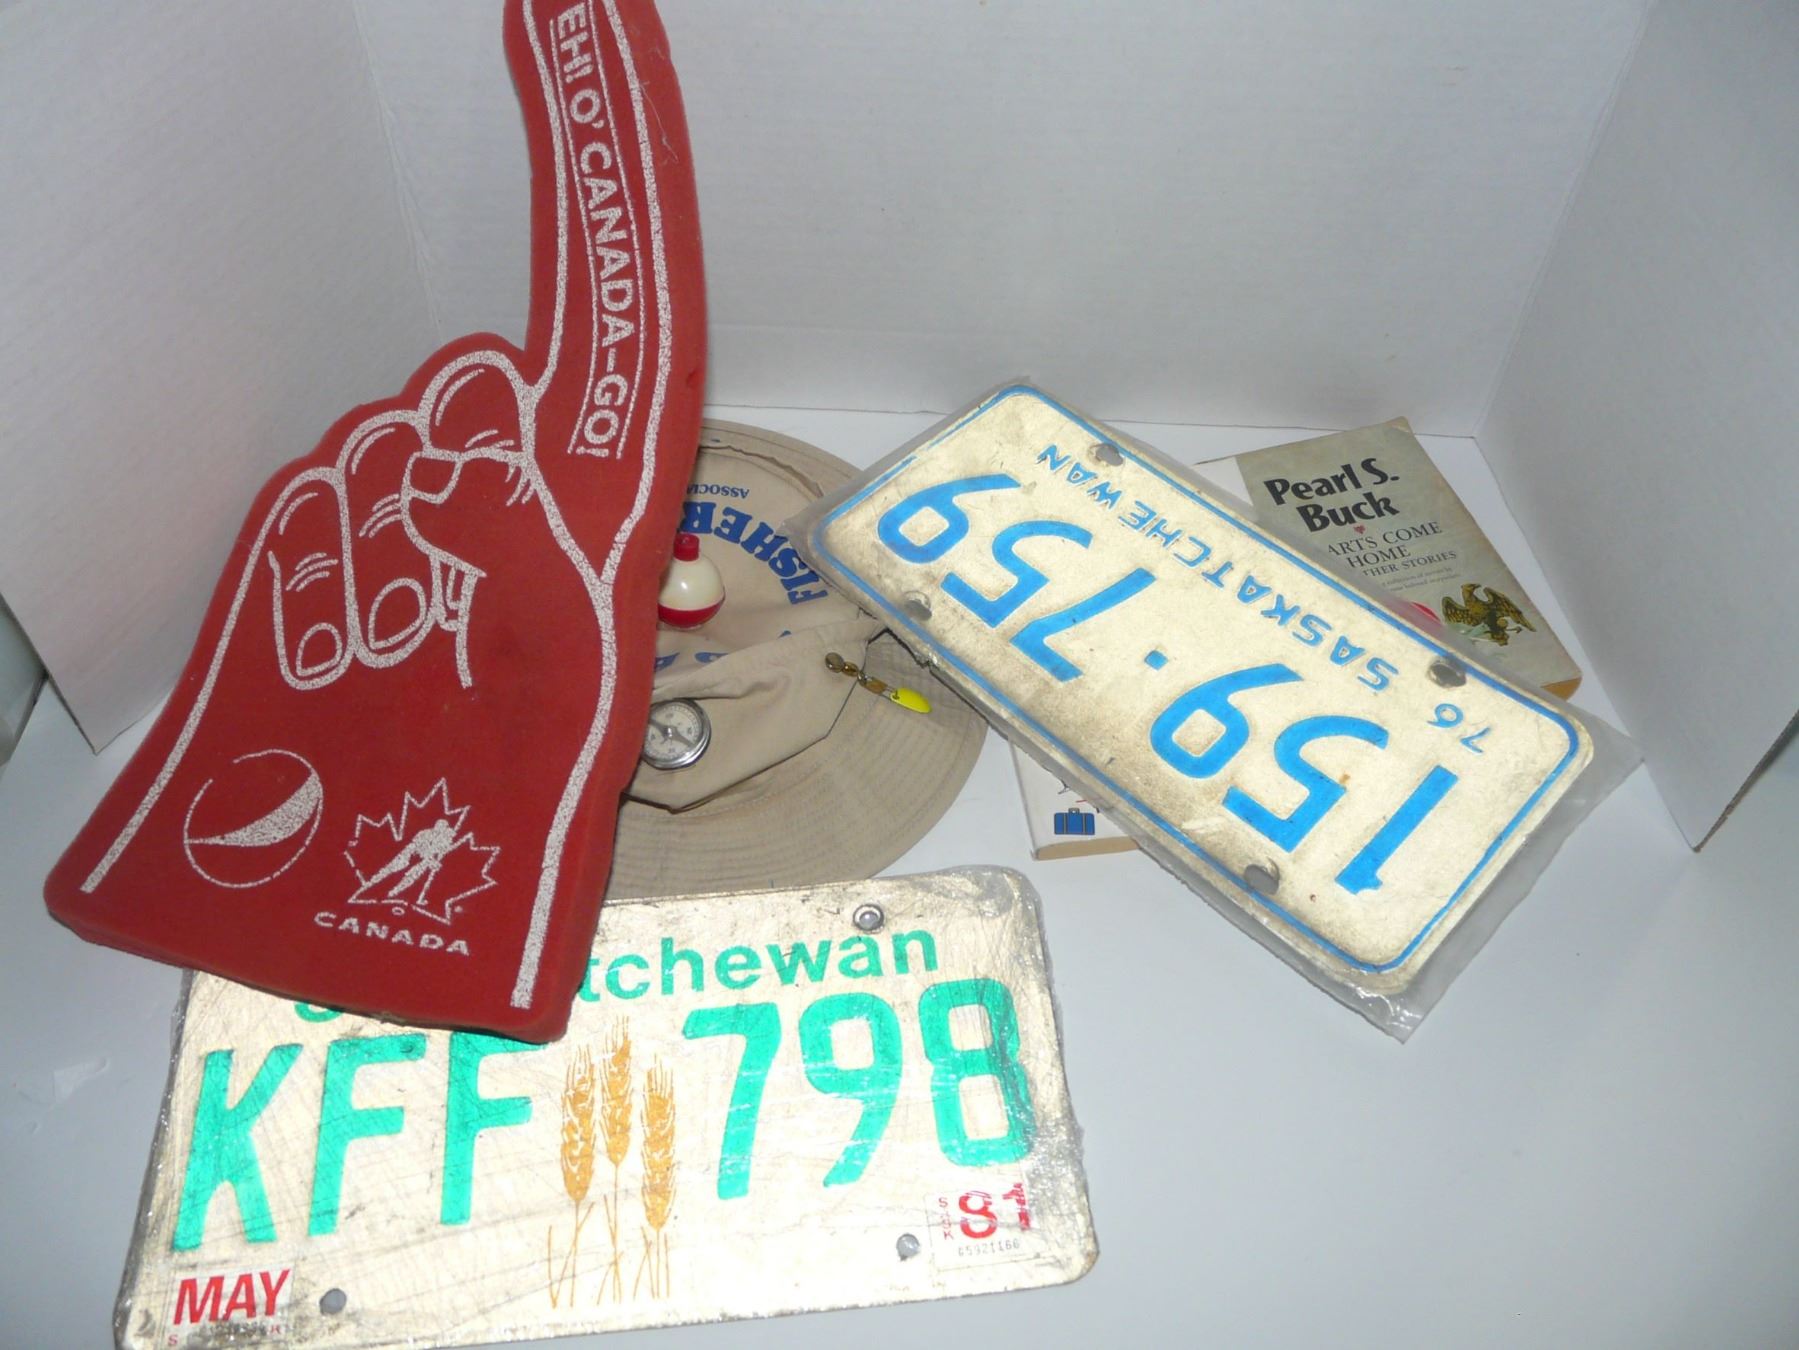 EH! O' CANADA-GO!
CANADA
ASSOCIA
FISHER
SASKATCHEWAN
76
159·759
Pearl S.
Buck
ARTS COME
HOME
THER STORIES
tchewan
KFF 798
MAY
SASK
81